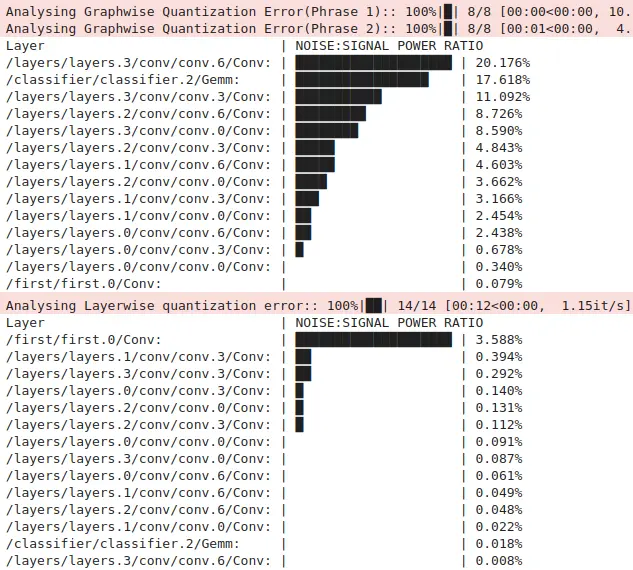 Analysing Graphwise Quantization Error(Phrase 1):: 100%|█| 8/8 [00:00<00:00, 10.
Analysing Graphwise Quantization Error(Phrase 2):: 100%|█| 8/8 [00:01<00:00,  4.
Layer | NOISE:SIGNAL POWER RATIO
/layers/layers.3/conv/conv.6/Conv: | ████████████████████ | 20.176%
/classifier/classifier.2/Gemm: | █████████████████ | 17.618%
/layers/layers.3/conv/conv.3/Conv: | ███████████ | 11.092%
/layers/layers.2/conv/conv.6/Conv: | █████████ | 8.726%
/layers/layers.3/conv/conv.0/Conv: | ████████ | 8.590%
/layers/layers.2/conv/conv.3/Conv: | █████ | 4.843%
/layers/layers.1/conv/conv.6/Conv: | █████ | 4.603%
/layers/layers.2/conv/conv.0/Conv: | ████ | 3.662%
/layers/layers.1/conv/conv.3/Conv: | ███ | 3.166%
/layers/layers.1/conv/conv.0/Conv: | ██ | 2.454%
/layers/layers.0/conv/conv.6/Conv: | ██ | 2.438%
/layers/layers.0/conv/conv.3/Conv: | █ | 0.678%
/layers/layers.0/conv/conv.0/Conv: | | 0.340%
/first/first.0/Conv: | | 0.079%
Analysing Layerwise quantization error:: 100%|██| 14/14 [00:12<00:00,  1.15it/s]
Layer | NOISE:SIGNAL POWER RATIO
/first/first.0/Conv: | ████████████████████ | 3.588%
/layers/layers.1/conv/conv.3/Conv: | ██ | 0.394%
/layers/layers.3/conv/conv.3/Conv: | ██ | 0.292%
/layers/layers.0/conv/conv.3/Conv: | █ | 0.140%
/layers/layers.2/conv/conv.0/Conv: | █ | 0.131%
/layers/layers.2/conv/conv.3/Conv: | █ | 0.112%
/layers/layers.0/conv/conv.0/Conv: | | 0.091%
/layers/layers.3/conv/conv.0/Conv: | | 0.087%
/layers/layers.0/conv/conv.6/Conv: | | 0.061%
/layers/layers.1/conv/conv.6/Conv: | | 0.049%
/layers/layers.2/conv/conv.6/Conv: | | 0.048%
/layers/layers.1/conv/conv.0/Conv: | | 0.022%
/classifier/classifier.2/Gemm: | | 0.018%
/layers/layers.3/conv/conv.6/Conv: | | 0.008%